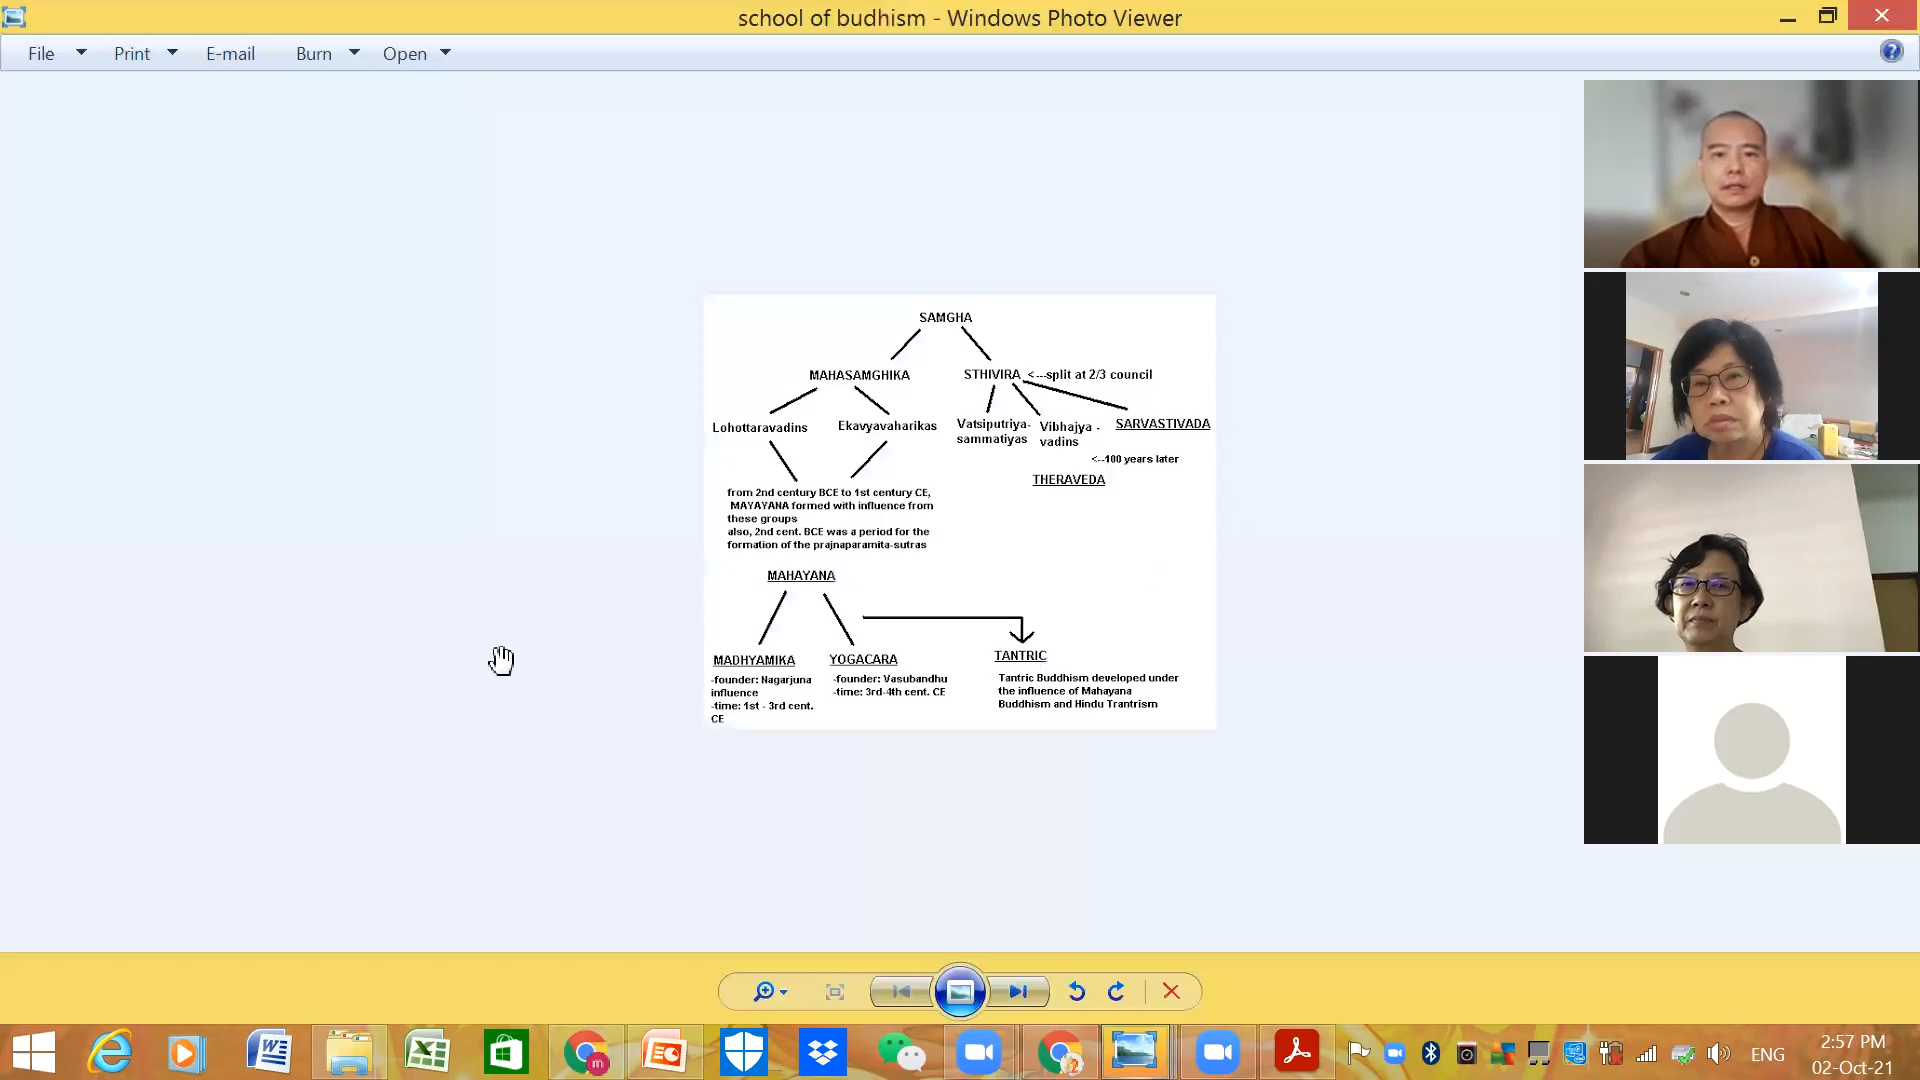 school of budhism - Windows Photo Viewer
File Print E-mail Burn Open
SAMGHA
MAHASAMGHIKA STHIVIRA <---split at 2/3 council
Lohottaravadins Ekavyavaharikas Vatsiputriya-
sammatiyas Vibhajya -
vadins SARVASTIVADA
<--100 years later
THERAVEDA
from 2nd century BCE to 1st century CE,
MAYAYANA formed with influence from
these groups
also, 2nd cent. BCE was a period for the
formation of the prajnaparamita-sutras
MAHAYANA
MADHYAMIKA
-founder: Nagarjuna
influence
-time: 1st - 3rd cent.
CE
YOGACARA
-founder: Vasubandhu
-time: 3rd-4th cent. CE
TANTRIC
Tantric Buddhism developed under
the influence of Mahayana
Buddhism and Hindu Trantrism
ENG
2:57 PM
02-Oct-21